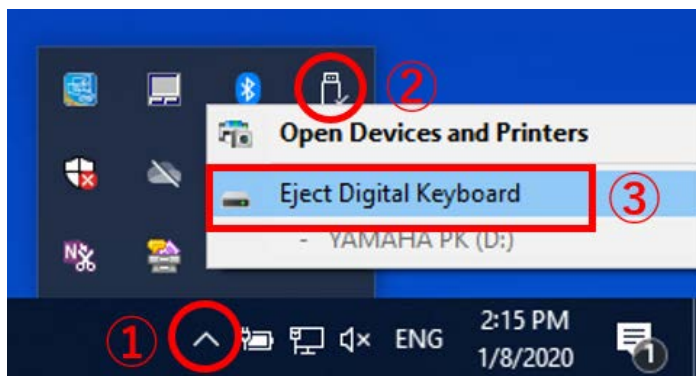 ②
Open Devices and Printers
Eject Digital Keyboard
③
- YAMAHA PK (D:)
N
①
ENG
2:15 PM
1/8/2020
1